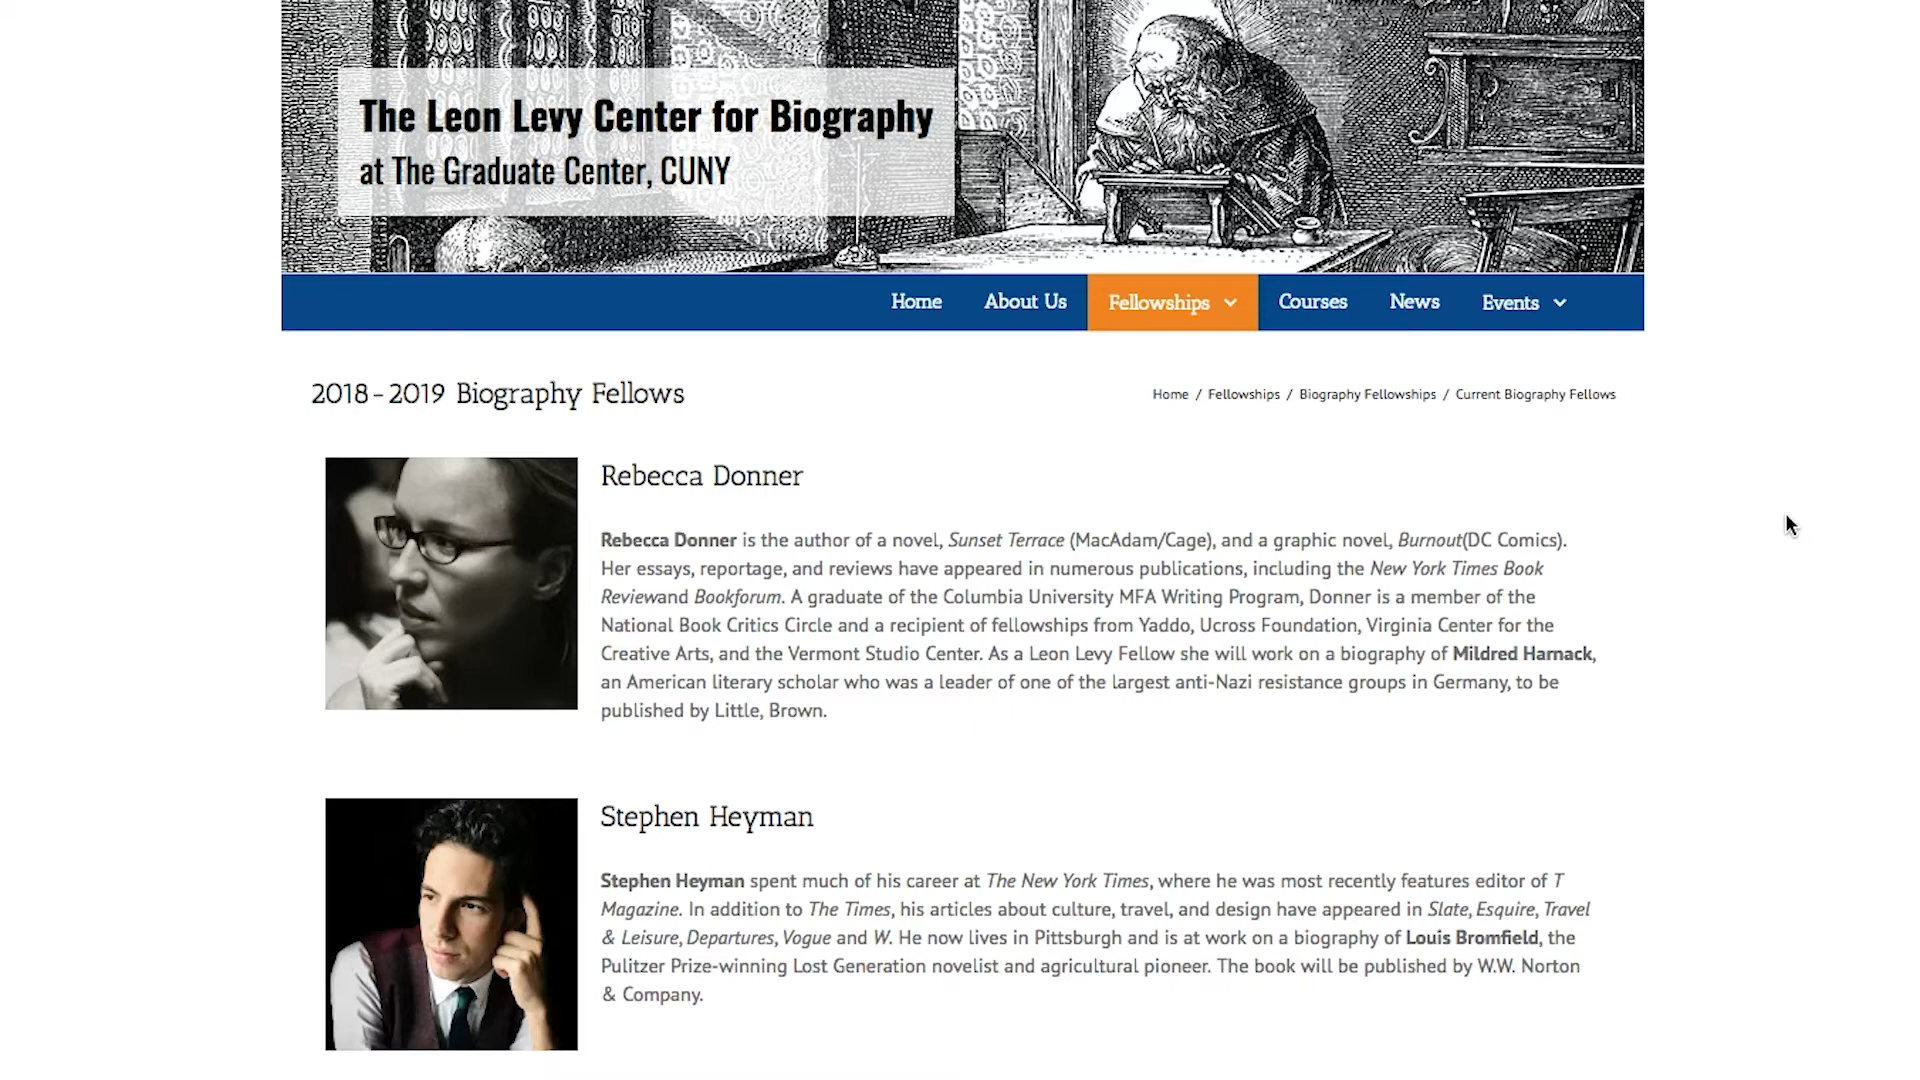 The Leon Levy Center for Biography
at The Graduate Center, CUNY
Home About Us Fellowships Courses News Events
2018-2019 Biography Fellows
Home / Fellowships / Biography Fellowships / Current Biography Fellows
Rebecca Donner
Rebecca Donner is the author of a novel, Sunset Terrace (MacAdam/Cage), and a graphic novel, Burnout(DC Comics).
Her essays, reportage, and reviews have appeared in numerous publications, including the New York Times Book
Reviewand Bookforum. A graduate of the Columbia University MFA Writing Program, Donner is a member of the
National Book Critics Circle and a recipient of fellowships from Yaddo, Ucross Foundation, Virginia Center for the
Creative Arts, and the Vermont Studio Center. As a Leon Levy Fellow she will work on a biography of Mildred Harnack,
an American literary scholar who was a leader of one of the largest anti-Nazi resistance groups in Germany, to be
published by Little, Brown.
Stephen Heyman
Stephen Heyman spent much of his career at The New York Times, where he was most recently features editor of T
Magazine. In addition to The Times, his articles about culture, travel, and design have appeared in Slate, Esquire, Travel
& Leisure, Departures, Vogue and W. He now lives in Pittsburgh and is at work on a biography of Louis Bromfield, the
Pulitzer Prize-winning Lost Generation novelist and agricultural pioneer. The book will be published by W.W. Norton
& Company.